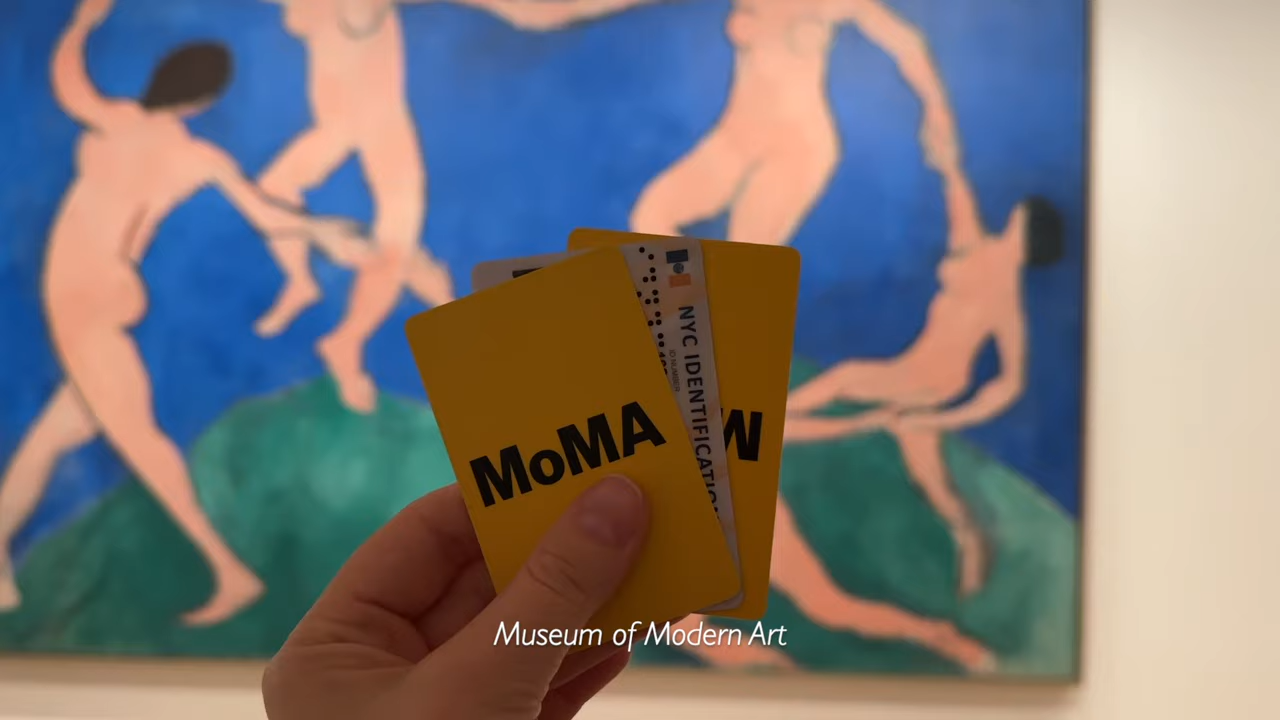 MoMA
NYC IDENTIFICATION
ID NUMBER
M
Museum of Modern Art